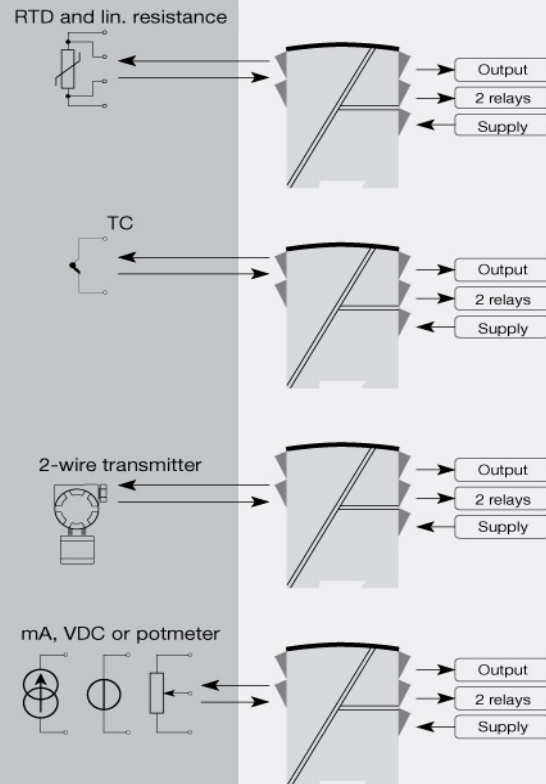 RTD and lin. resistance
Output
2 relays
Supply
TC
Output
2 relays
Supply
2-wire transmitter
Output
2 relays
Supply
mA, VDC or potmeter
Output
2 relays
Supply